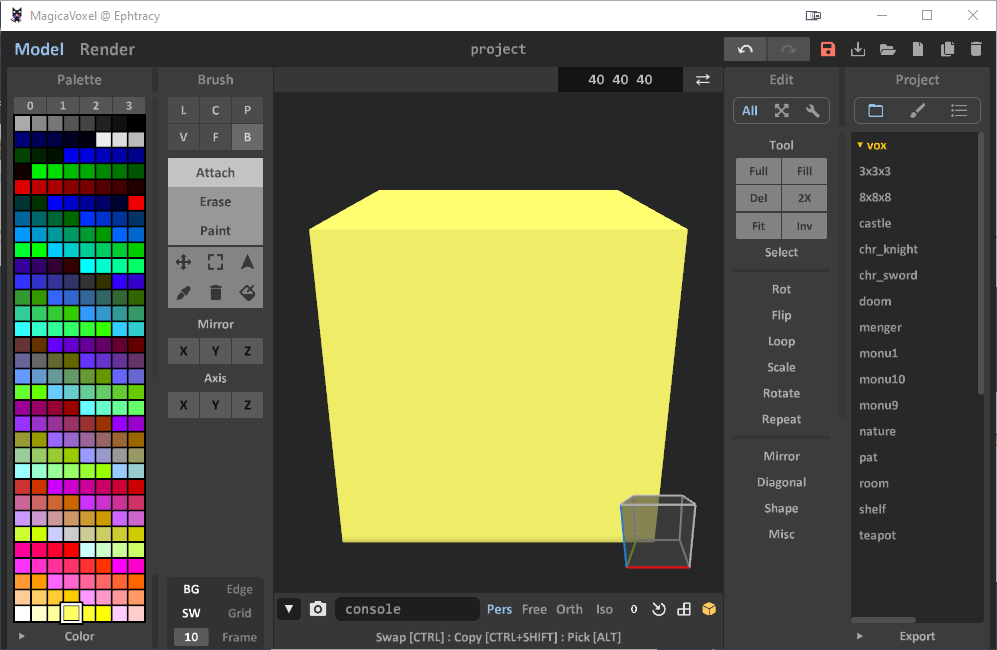 MagicaVoxel @ Ephtracy
Model Render
project
Palette
0 1 2 3
Color
Brush
L C P
V F B
Attach
Erase
Paint
Mirror
X Y Z
Axis
X Y Z
BG Edge
SW Grid
10 Frame
40 40 40
console
Pers Free Orth Iso 0
Swap [CTRL] : Copy [CTRL+SHIFT] : Pick [ALT]
Edit
All
Tool
Full Fill
Del 2X
Fit Inv
Select
Rot
Flip
Loop
Scale
Rotate
Repeat
Mirror
Diagonal
Shape
Misc
Project
vox
3x3x3
8x8x8
castle
chr_knight
chr_sword
doom
menger
monu1
monu10
monu9
nature
pat
room
shelf
teapot
Export